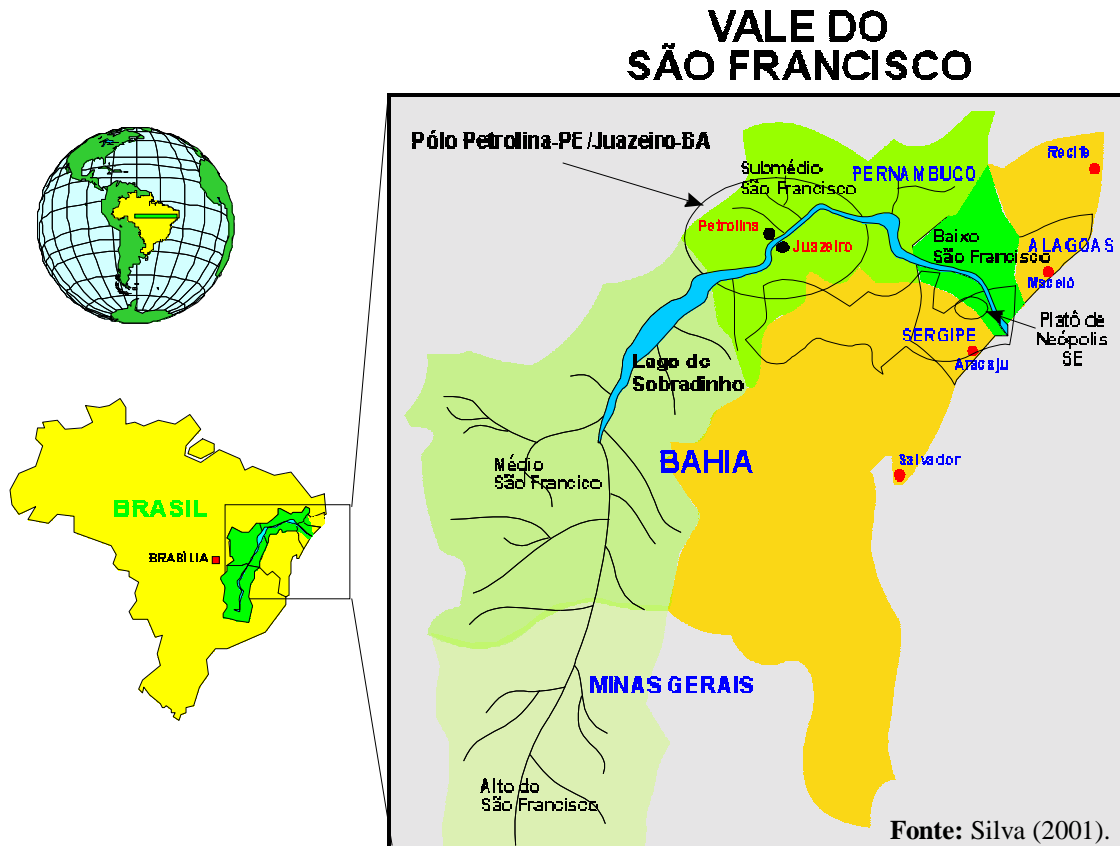 VALE DO
SÃO FRANCISCO
Pólo Petrolina-PE/Juazeiro-BA
Submédio
São Francisco
PERNAMBUCO
Recife
Petrolina
Juazeiro
Baixo
São Francisco
ALAGOAS
Maceió
Platô de
Neópolis
SE
SERGIPE
Aracaju
Lago do
Sobradinho
BAHIA
Salvador
Médio
São Francico
BRASIL
BRASÍLIA
MINAS GERAIS
Alto do
São Francisco
Fonte: Silva (2001).